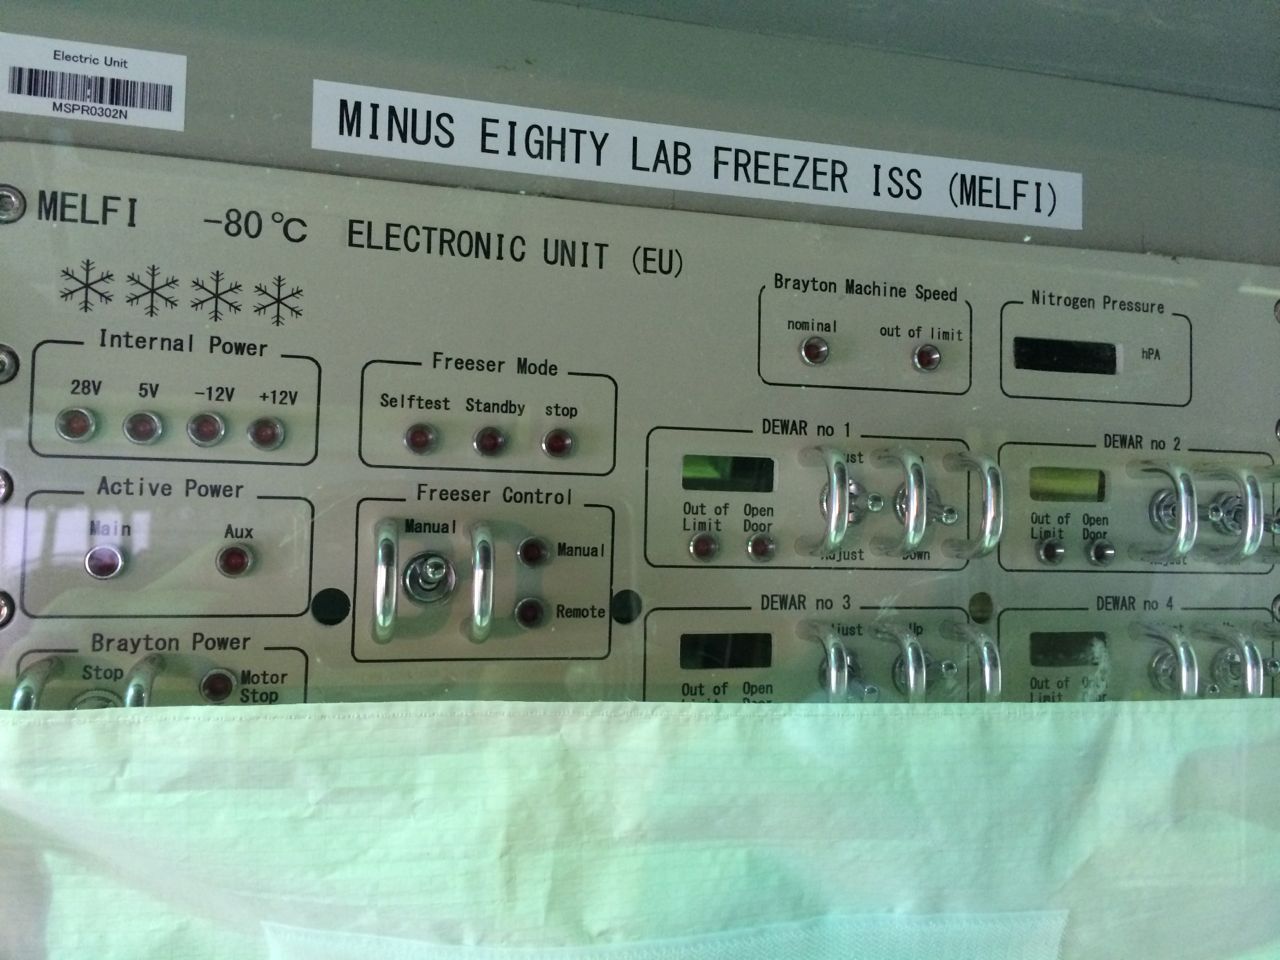 Electric Unit
MSPR0302N
MINUS EIGHTY LAB FREEZER ISS (MELFI)
MELFI -80℃ ELECTRONIC UNIT (EU)
Internal Power
28V 5V -12V +12V
Freeser Mode
Selftest Standby stop
Brayton Machine Speed
nominal out of limit
Nitrogen Pressure
hPA
Active Power
Main Aux
Freeser Control
Manual
Manual
Remote
DEWAR no 1
Out of Limit
Open Door
Adjust
Down
DEWAR no 2
Out of Limit
Open Door
Brayton Power
Stop
Motor Stop
DEWAR no 3
Up
Out of Limit
Open Door
DEWAR no 4
Out of